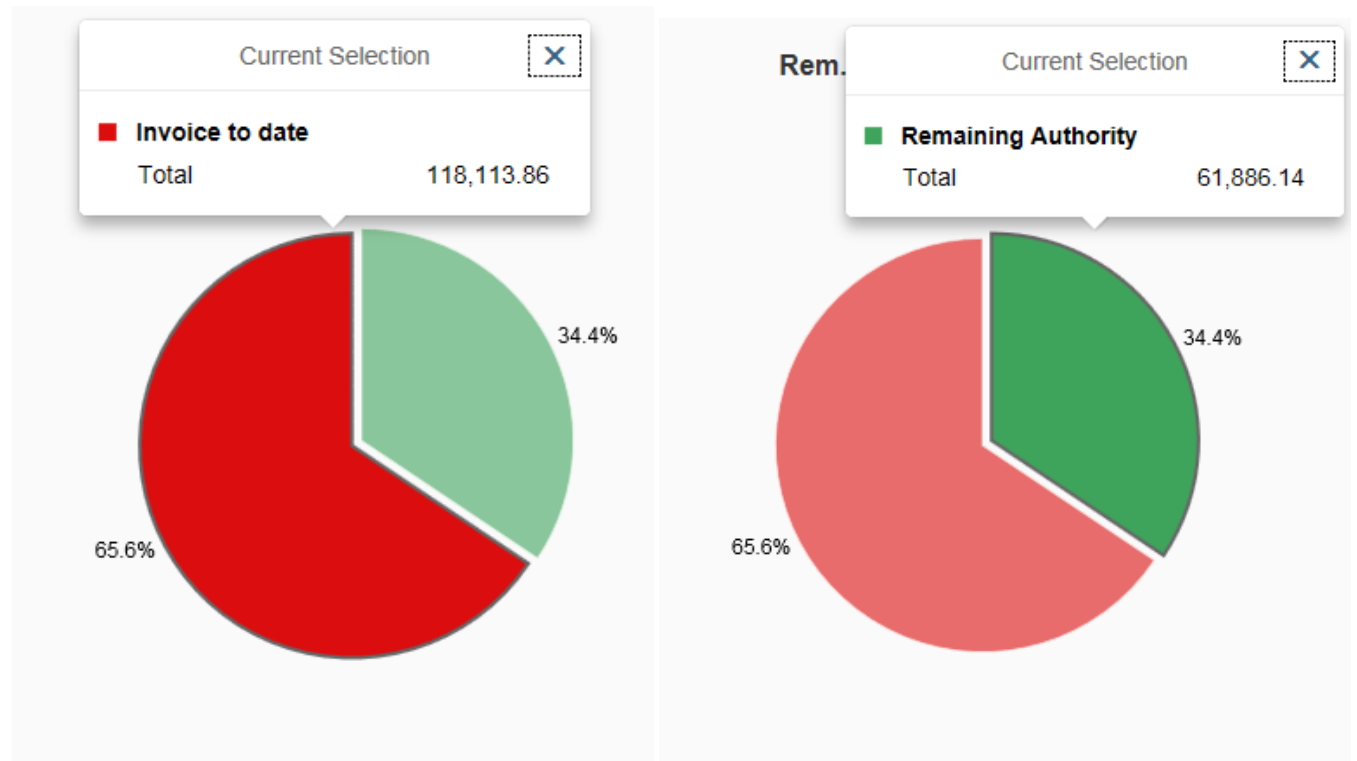 Current Selection ✕
Invoice to date
Total 118,113.86
34.4%
65.6%
Rem.
Current Selection ✕
Remaining Authority
Total 61,886.14
34.4%
65.6%